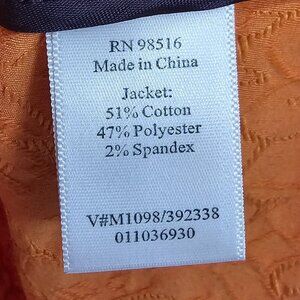 RN 98516
Made in China
Jacket:
51% Cotton
47% Polyester
2% Spandex
V#M1098/392338
011036930